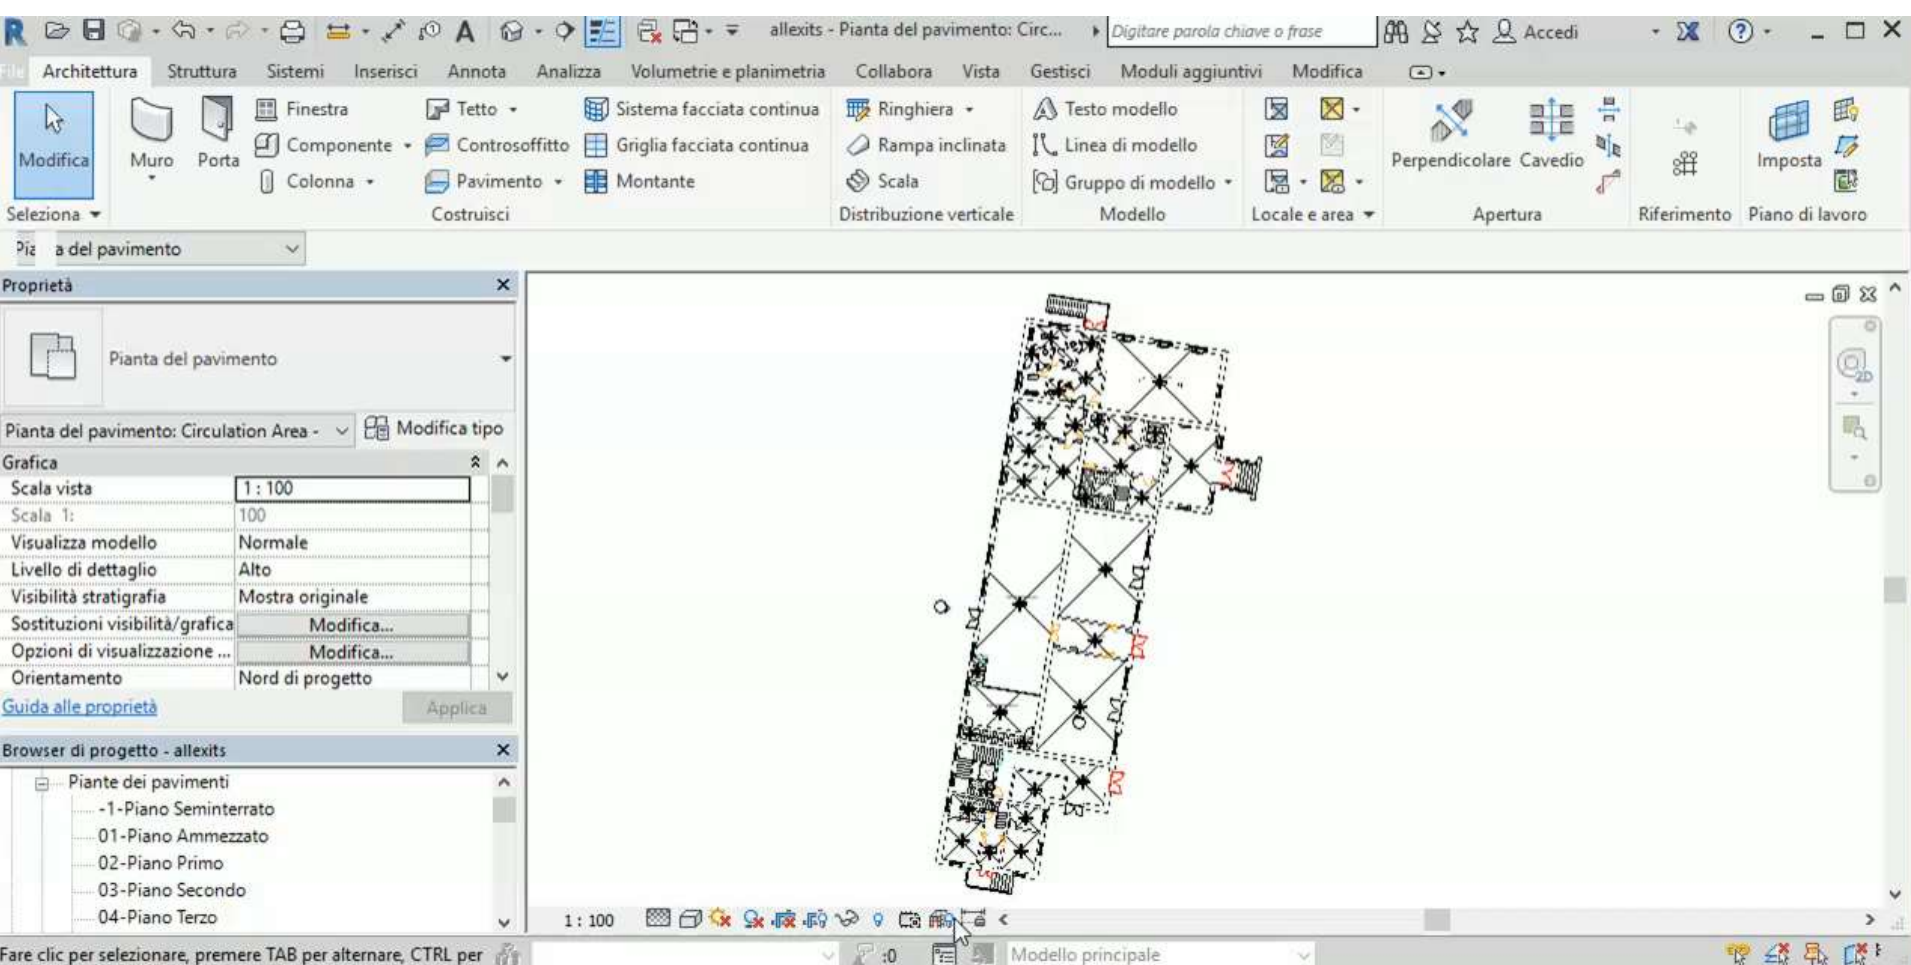 allexits - Pianta del pavimento: Circ... Digitare parola chiave o frase Accedi
File Architettura Struttura Sistemi Inserisci Annota Analizza Volumetrie e planimetria Collabora Vista Gestisci Moduli aggiuntivi Modifica
Finestra Tetto Sistema facciata continua Ringhiera Testo modello
Modifica Muro Porta Componente Controsoffitto Griglia facciata continua Rampa inclinata Linea di modello Perpendicolare Cavedio Imposta
Colonna Pavimento Montante Scala Gruppo di modello
Seleziona Costruisci Distribuzione verticale Modello Locale e area Apertura Riferimento Piano di lavoro
a del pavimento
Proprietà
Pianta del pavimento
Pianta del pavimento: Circulation Area - Modifica tipo
Grafica
Scala vista 1 : 100
Scala 1: 100
Visualizza modello Normale
Livello di dettaglio Alto
Visibilità stratigrafia Mostra originale
Sostituzioni visibilità/grafica Modifica...
Opzioni di visualizzazione ... Modifica...
Orientamento Nord di progetto
Guida alle proprietà Applica
Browser di progetto - allexits
Piante dei pavimenti
-1-Piano Seminterrato
01-Piano Ammezzato
02-Piano Primo
03-Piano Secondo
04-Piano Terzo
1 : 100
Fare clic per selezionare, premere TAB per alternare, CTRL per :0 Modello principale
2D